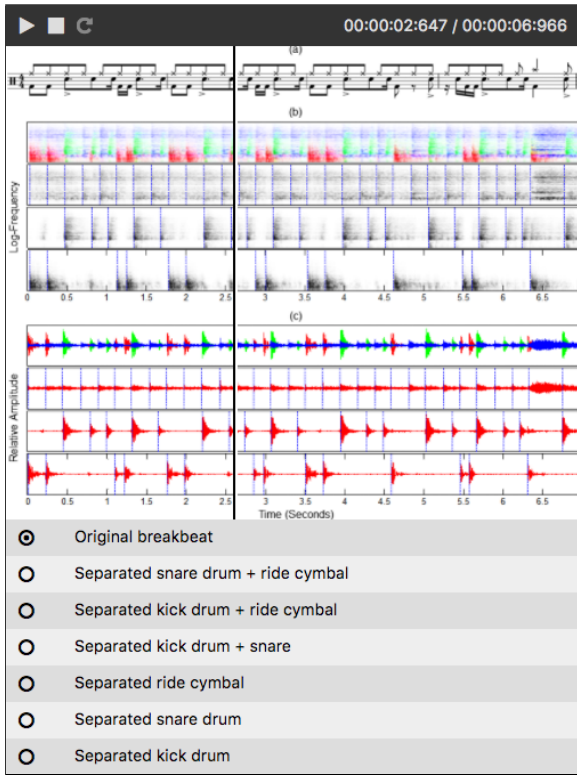 00:00:02:647 / 00:00:06:966
(a)
(b)
Log-Frequency
0 0.5 1 1.5 2 2.5 3 3.5 4 4.5 5 5.5 6 6.5
(c)
Relative Amplitude
0 0.5 1 1.5 2 2.5 3 3.5 4 4.5 5 5.5 6 6.5
Time (Seconds)
Original breakbeat
Separated snare drum + ride cymbal
Separated kick drum + ride cymbal
Separated kick drum + snare
Separated ride cymbal
Separated snare drum
Separated kick drum